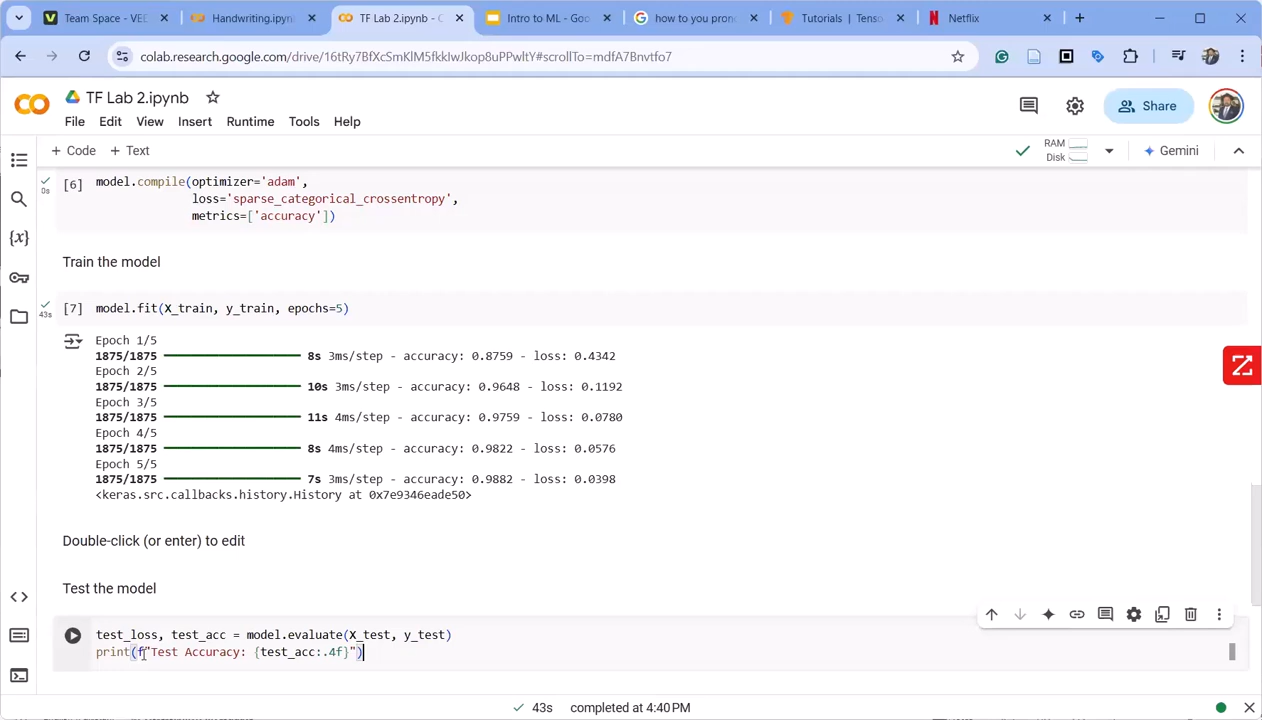 Team Space - VEE
Handwriting.ipynb
TF Lab 2.ipynb - C
Intro to ML - Goo
how to you pron
Tutorials | Tenso
Netflix
colab.research.google.com/drive/16tRy7BfXcSmKlM5fkkIwJkop8uPPwltY#scrollTo=mdfA7Bnvtfo7
TF Lab 2.ipynb
File Edit View Insert Runtime Tools Help
Share
+ Code + Text
RAM
Disk
Gemini
0s
[6] model.compile(optimizer='adam',
loss='sparse_categorical_crossentropy',
metrics=['accuracy'])
Train the model
43s
[7] model.fit(X_train, y_train, epochs=5)
Epoch 1/5
1875/1875 8s 3ms/step - accuracy: 0.8759 - loss: 0.4342
Epoch 2/5
1875/1875 10s 3ms/step - accuracy: 0.9648 - loss: 0.1192
Epoch 3/5
1875/1875 11s 4ms/step - accuracy: 0.9759 - loss: 0.0780
Epoch 4/5
1875/1875 8s 4ms/step - accuracy: 0.9822 - loss: 0.0576
Epoch 5/5
1875/1875 7s 3ms/step - accuracy: 0.9882 - loss: 0.0398
<keras.src.callbacks.history.History at 0x7e9346eade50>
Double-click (or enter) to edit
Test the model
test_loss, test_acc = model.evaluate(X_test, y_test)
print(f"Test Accuracy: {test_acc:.4f}")
43s completed at 4:40PM